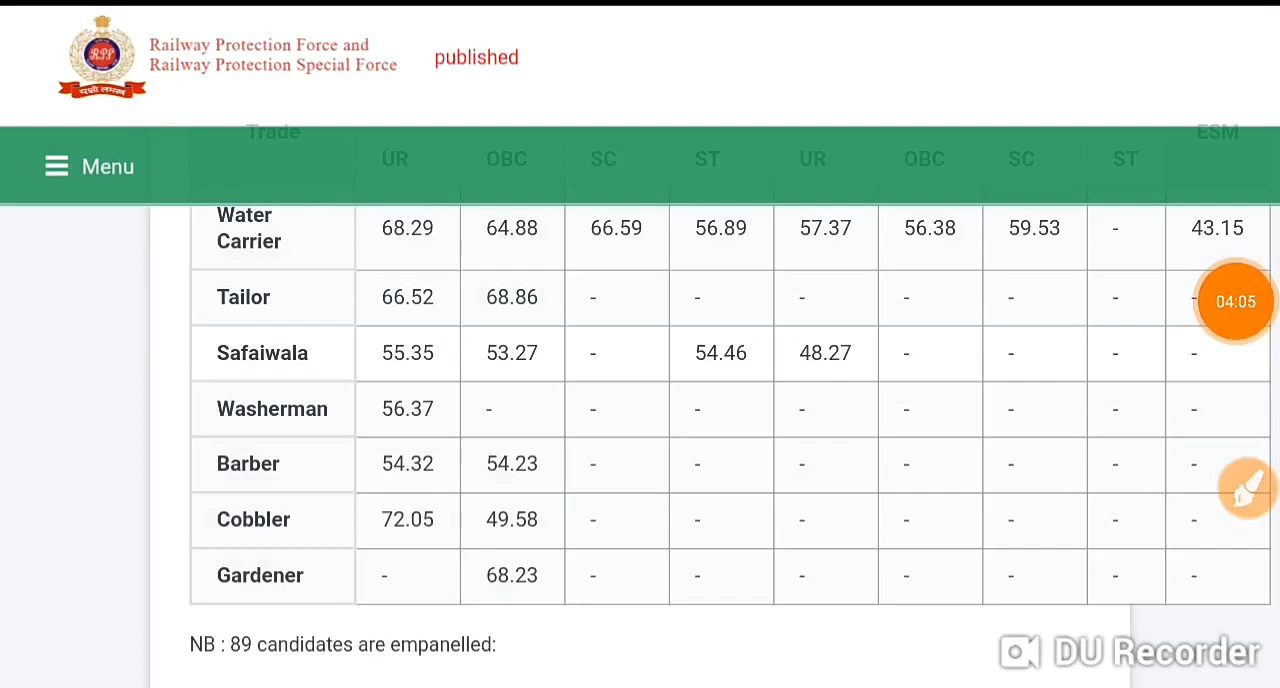 Railway Protection Force and
Railway Protection Special Force
RPF
यशो लभस्व
published
Menu
Trade ESM
UR OBC SC ST UR OBC SC ST
Water Carrier 68.29 64.88 66.59 56.89 57.37 56.38 59.53 - 43.15
Tailor 66.52 68.86 - - - - - - -
04:05
Safaiwala 55.35 53.27 - 54.46 48.27 - - - -
Washerman 56.37 - - - - - - - -
Barber 54.32 54.23 - - - - - - -
Cobbler 72.05 49.58 - - - - - - -
Gardener - 68.23 - - - - - - -
NB : 89 candidates are empanelled:
DU Recorder